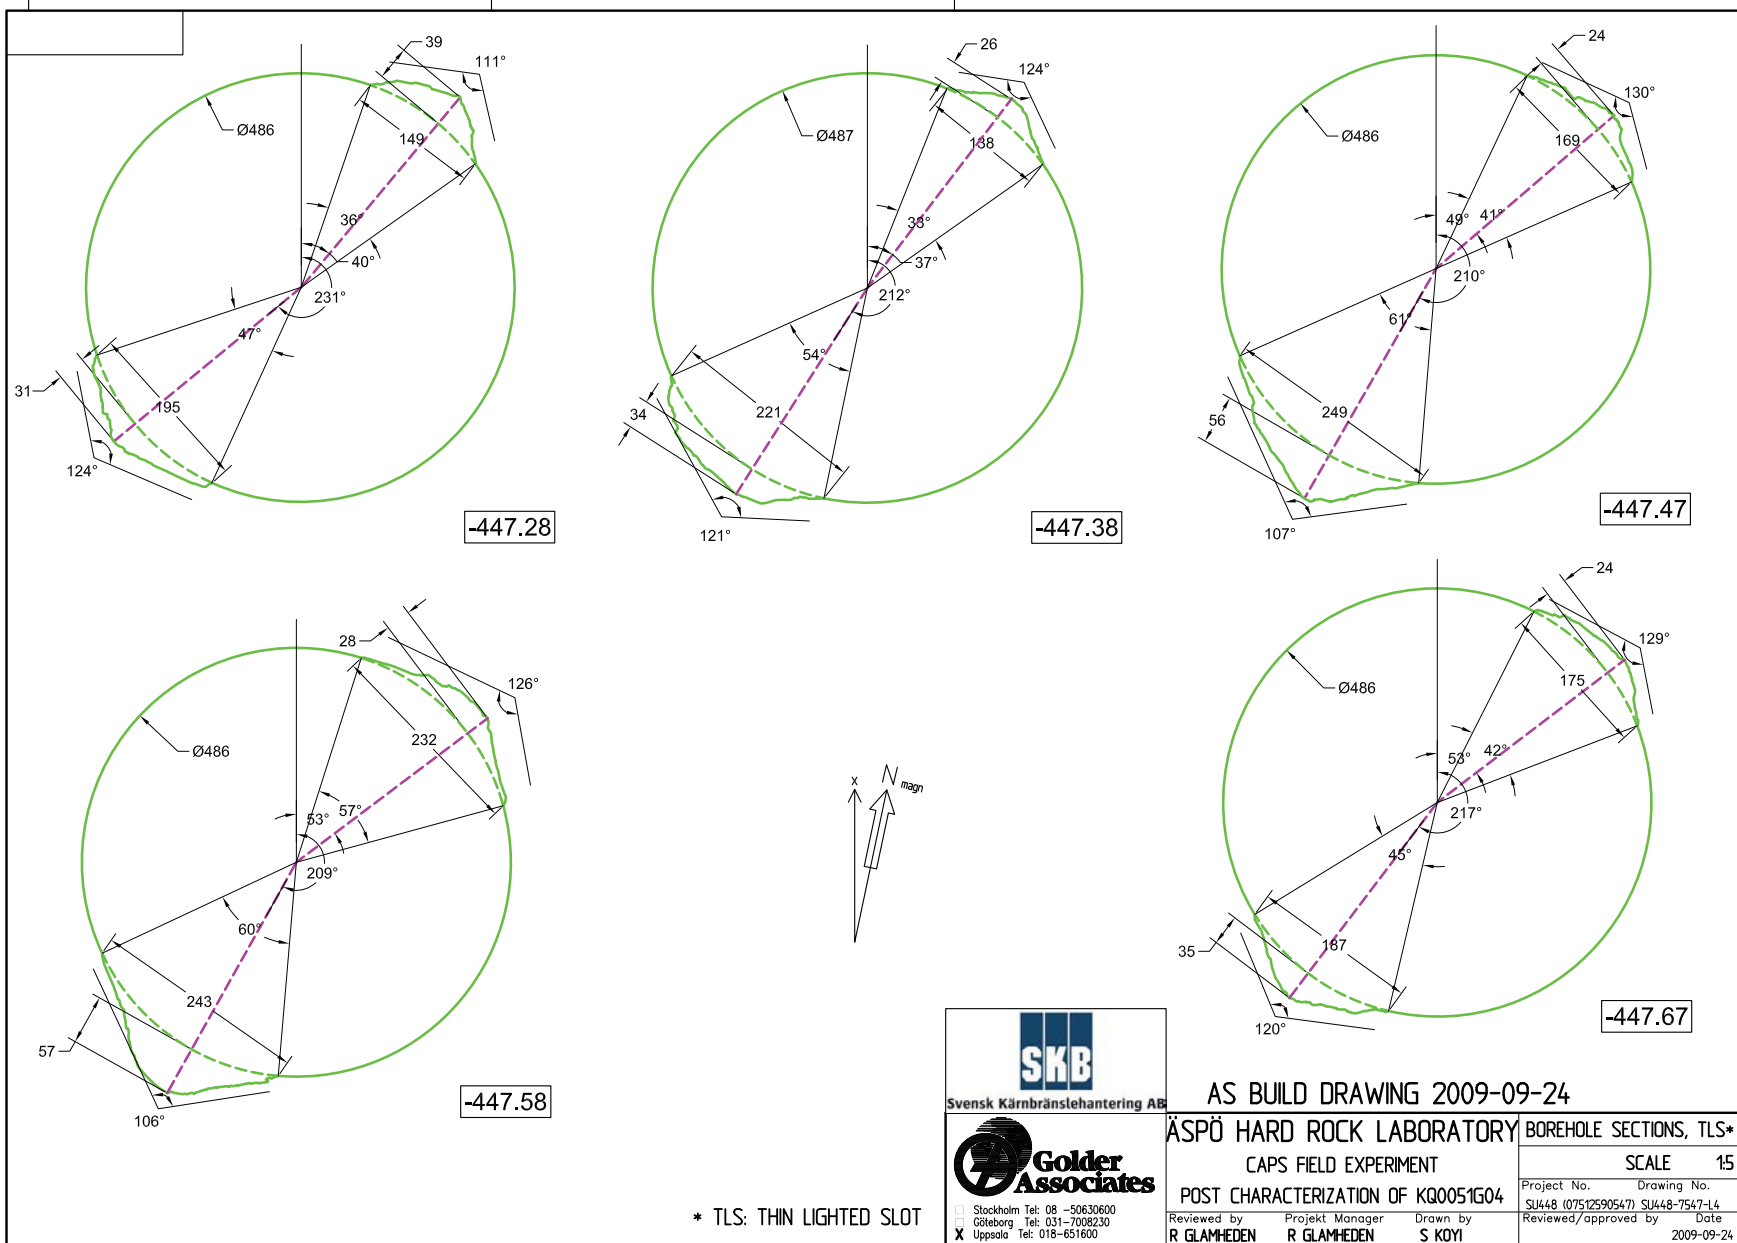 39
111°
Ø486
149
36°
40°
231°
47°
31
195
124°
-447.28
26
124°
Ø487
138
38°
37°
212°
54°
34
221
121°
-447.38
24
130°
Ø486
169
49°
41°
210°
61°
56
249
107°
-447.47
28
126°
Ø486
232
57°
53°
209°
60°
243
57
106°
-447.58
x
N
magn
24
129°
Ø486
175
53°
42°
217°
45°
35
187
120°
-447.67
SKB
Svensk Kärnbränslehantering AB
AS BUILD DRAWING 2009-09-24
Golder
Associates
Stockholm Tel: 08 -50630600
Göteborg Tel: 031-7008230
X Uppsala Tel: 018-651600
ÄSPÖ HARD ROCK LABORATORY
CAPS FIELD EXPERIMENT
POST CHARACTERIZATION OF KQ0051G04
Reviewed by Projekt Manager Drawn by
R GLAMHEDEN R GLAMHEDEN S KOYI
BOREHOLE SECTIONS, TLS*
SCALE 1:5
Project No. Drawing No.
SU448 (07512590547) SU448-7547-L4
Reviewed/approved by Date
2009-09-24
* TLS: THIN LIGHTED SLOT